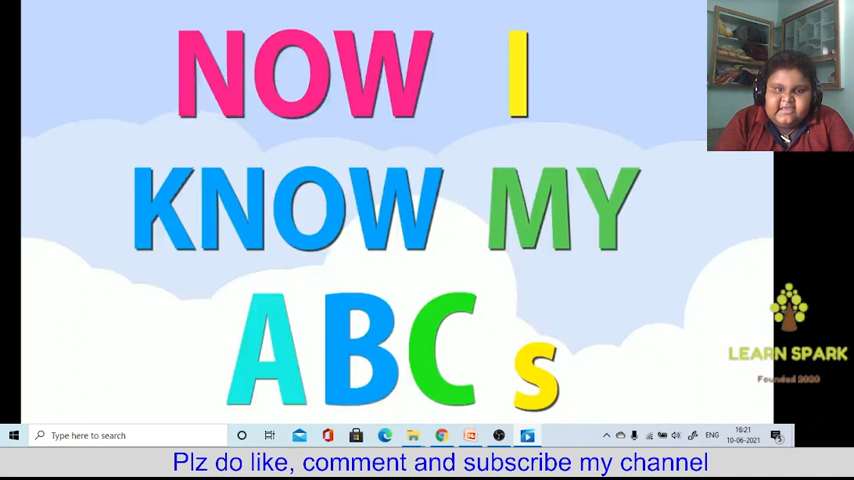 NOW I
KNOW MY
ABCs
LEARN SPARK
Founded 2020
Type here to search
ENG
16:21
10-06-2021
Plz do like, comment and subscribe my channel